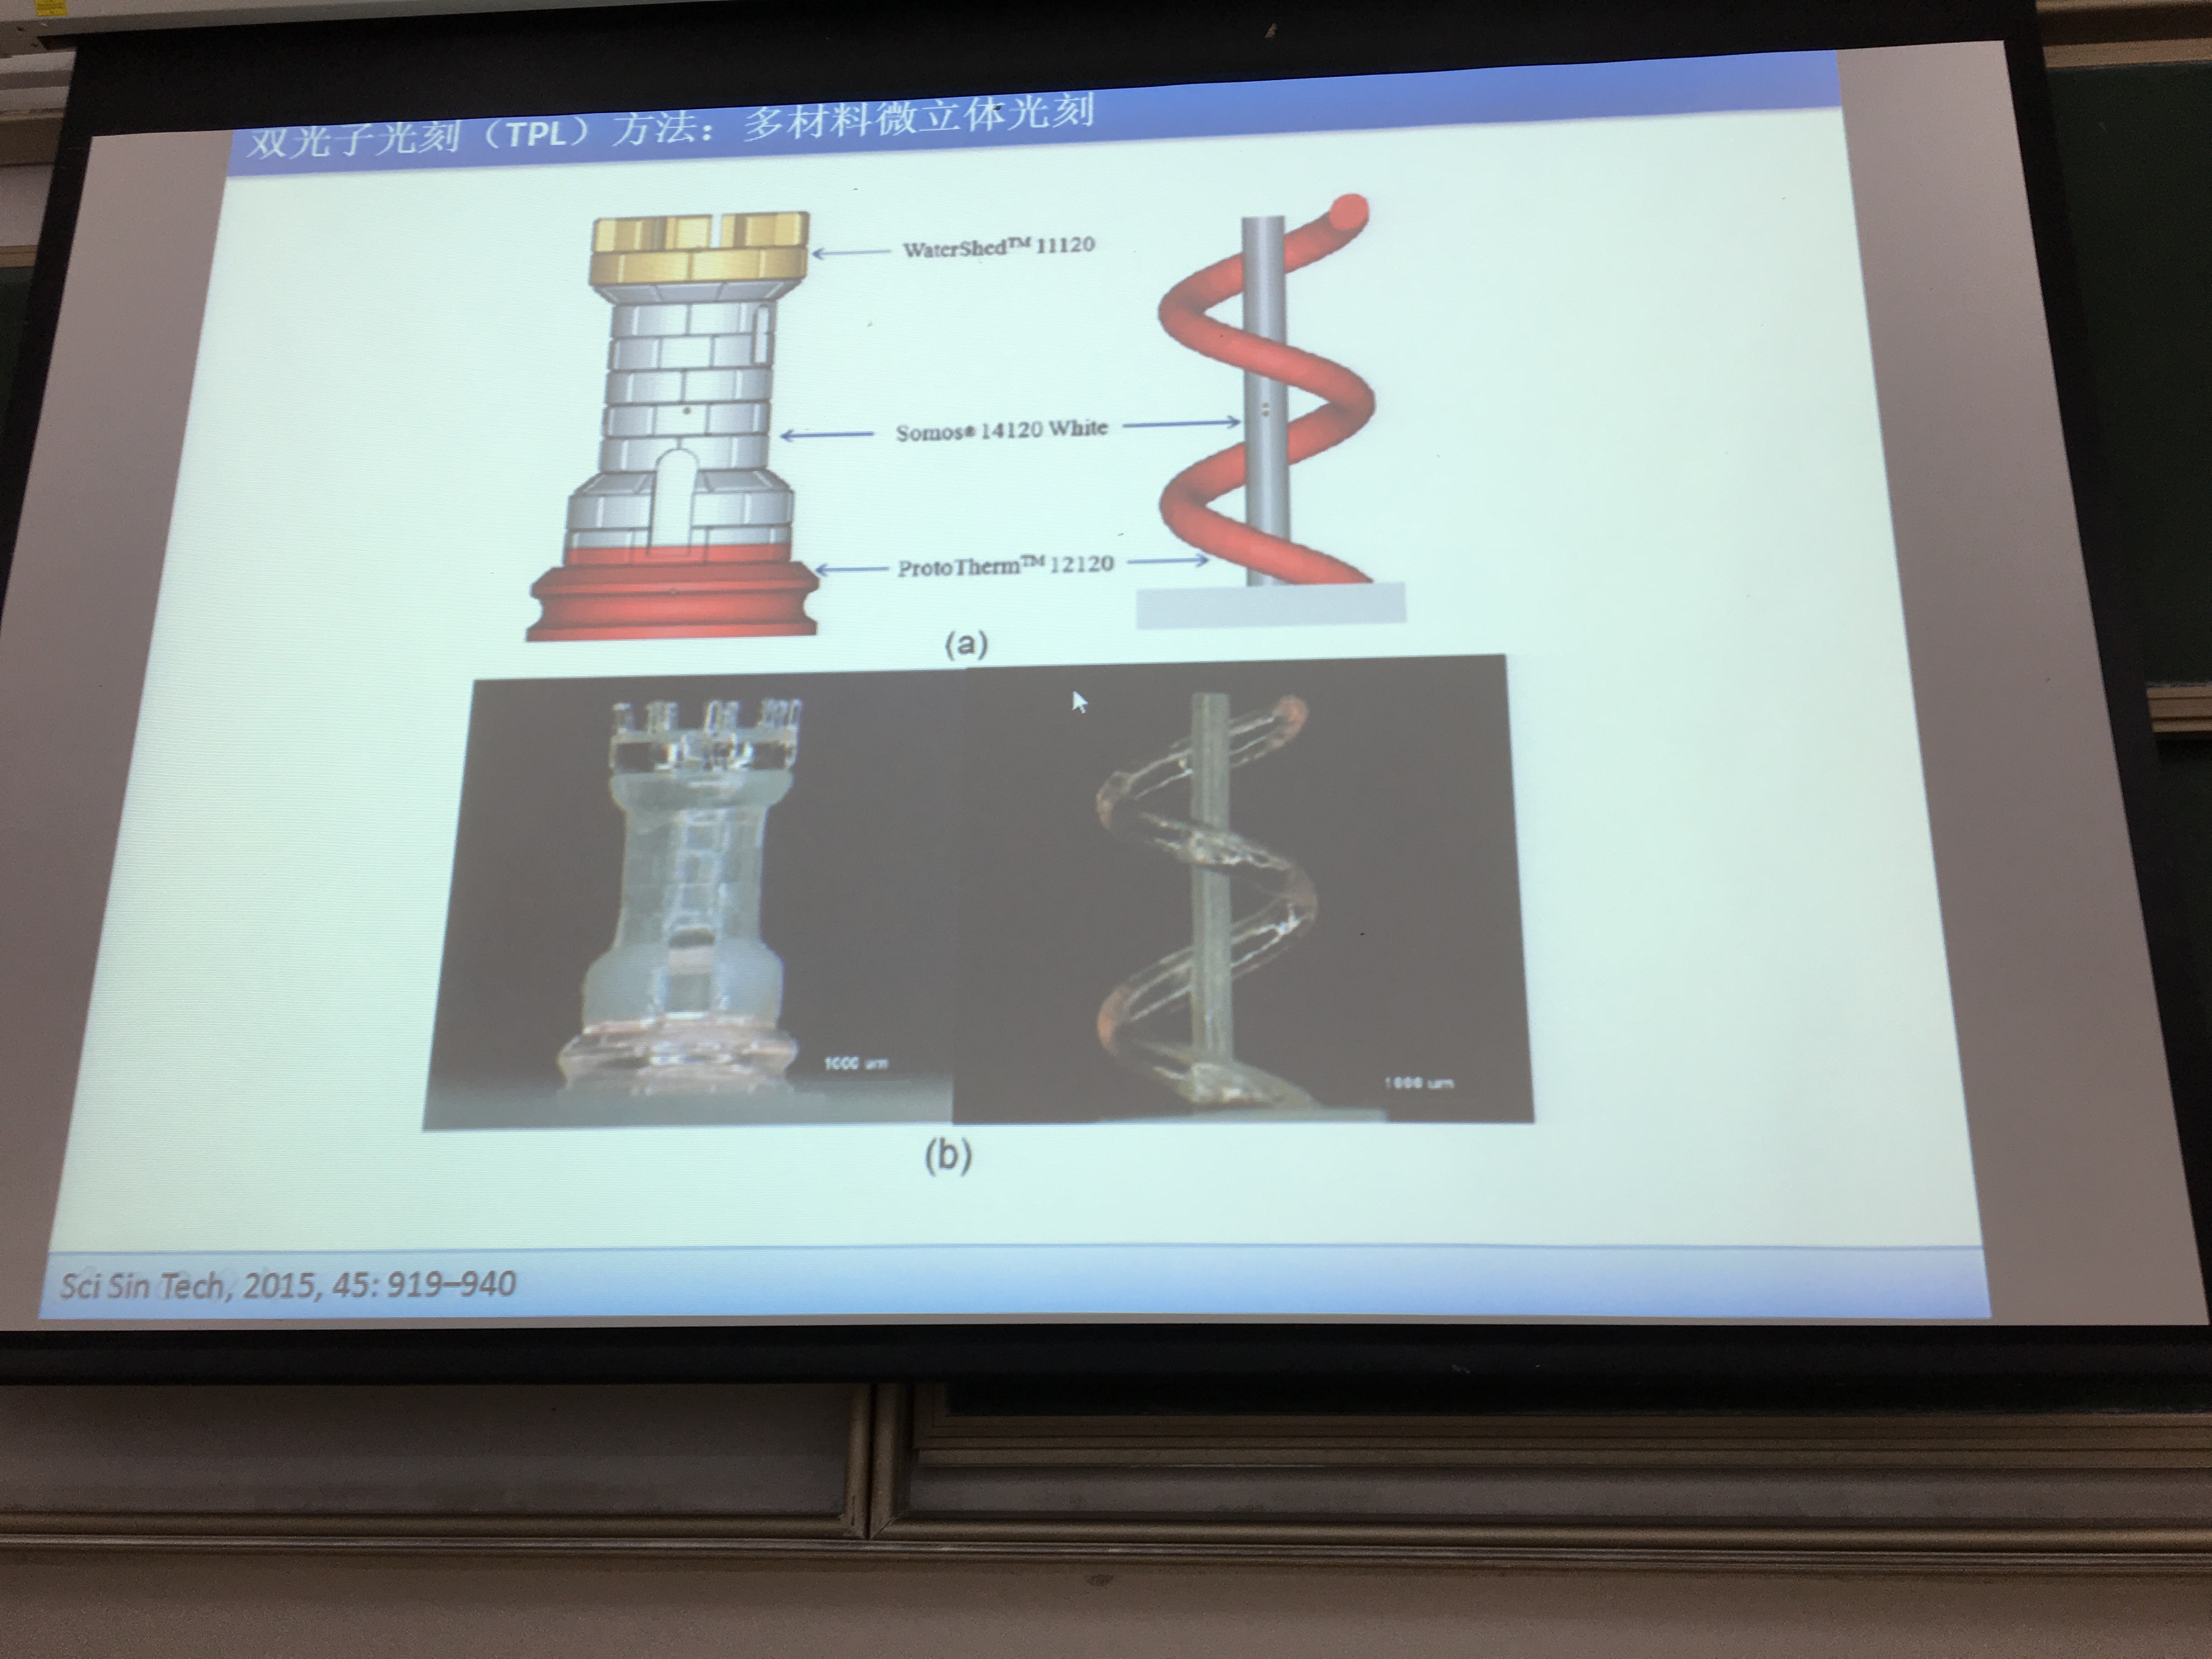 双光子光刻（TPL）方法：多材料微立体光刻
WaterShed™ 11120
Somos® 14120 White
ProtoTherm™ 12120
(a)
1000 um
1000 um
(b)
Sci Sin Tech, 2015, 45: 919–940